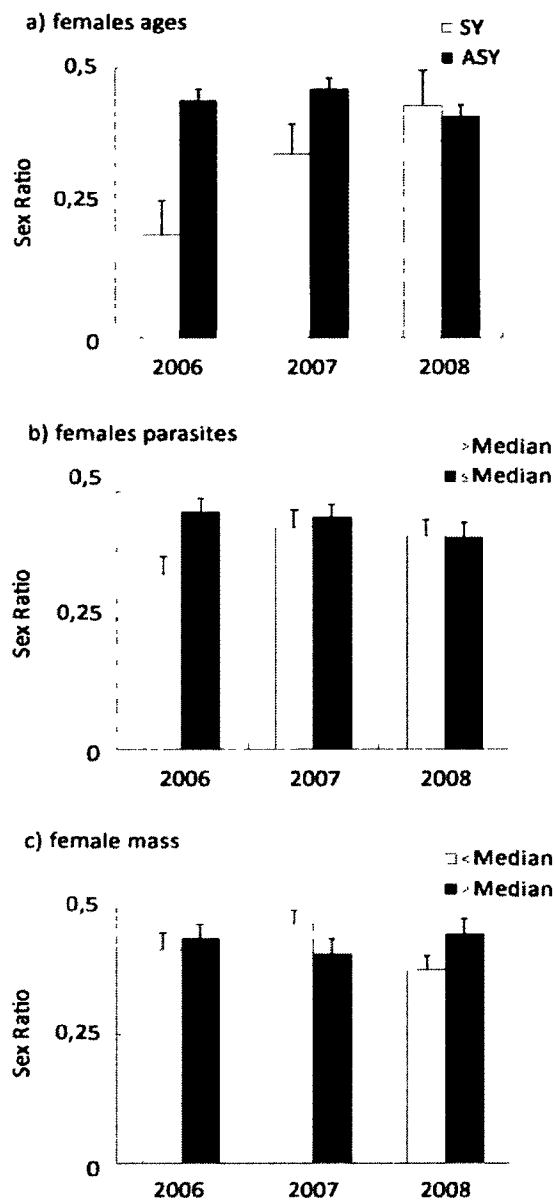 a) females ages
SY
ASY
0,5
0,25
0
Sex Ratio
2006 2007 2008
b) females parasites
>Median
≤Median
0,5
0,25
0
Sex Ratio
2006 2007 2008
c) female mass
<Median
>Median
0,5
0,25
0
Sex Ratio
2006 2007 2008